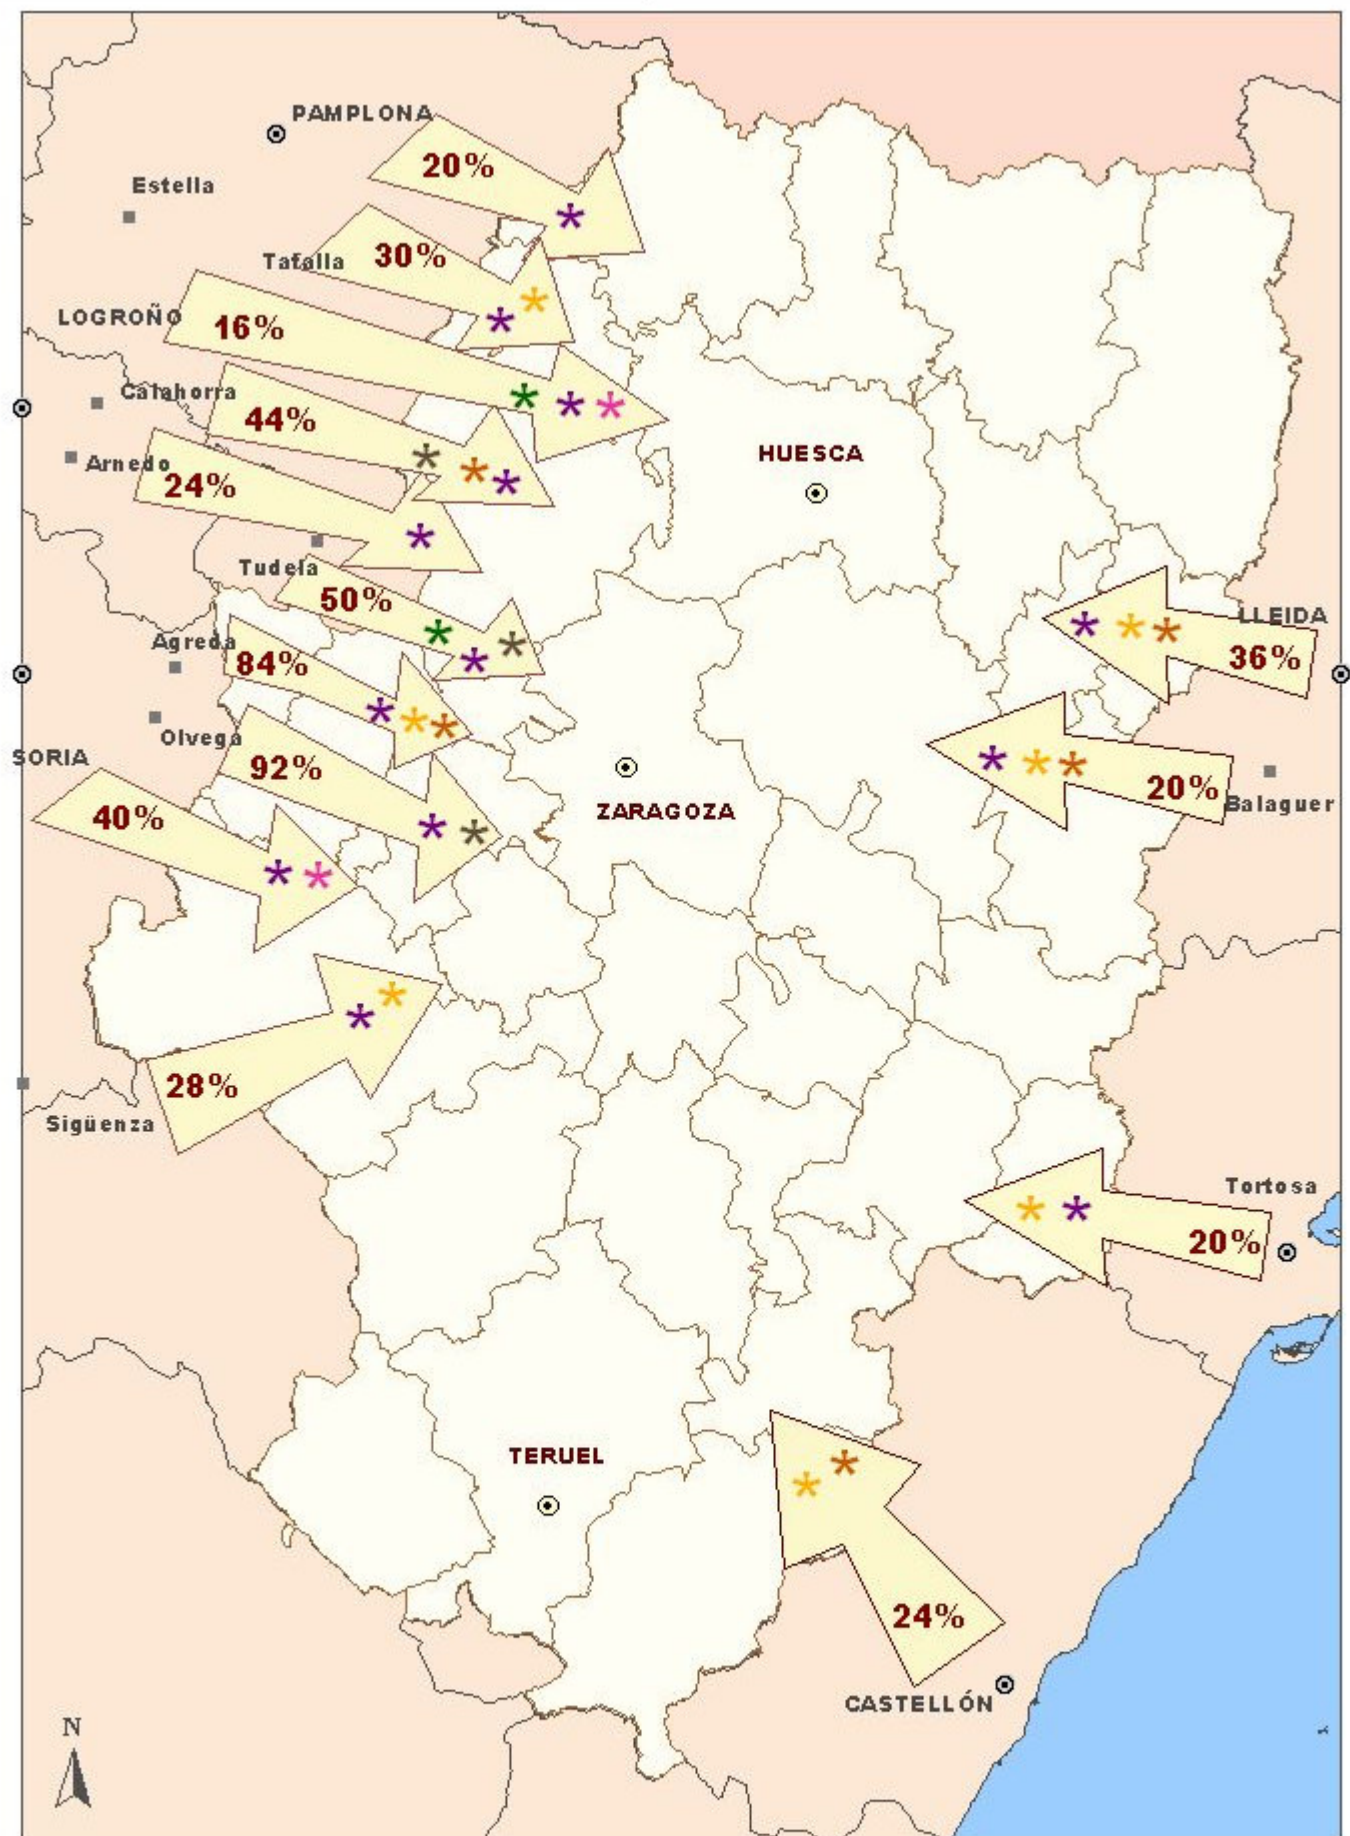 PAMPLONA
20%
Estella
Tafalla
30%
LOGROÑO
16%
Calahorra
44%
HUESCA
Arnedo
24%
Tudela
50%
LLEIDA
Agreda
84%
36%
Olvega
SORIA
92%
20%
Balaguer
40%
ZARAGOZA
28%
Sigüenza
Tortosa
20%
TERUEL
24%
CASTELLÓN
N